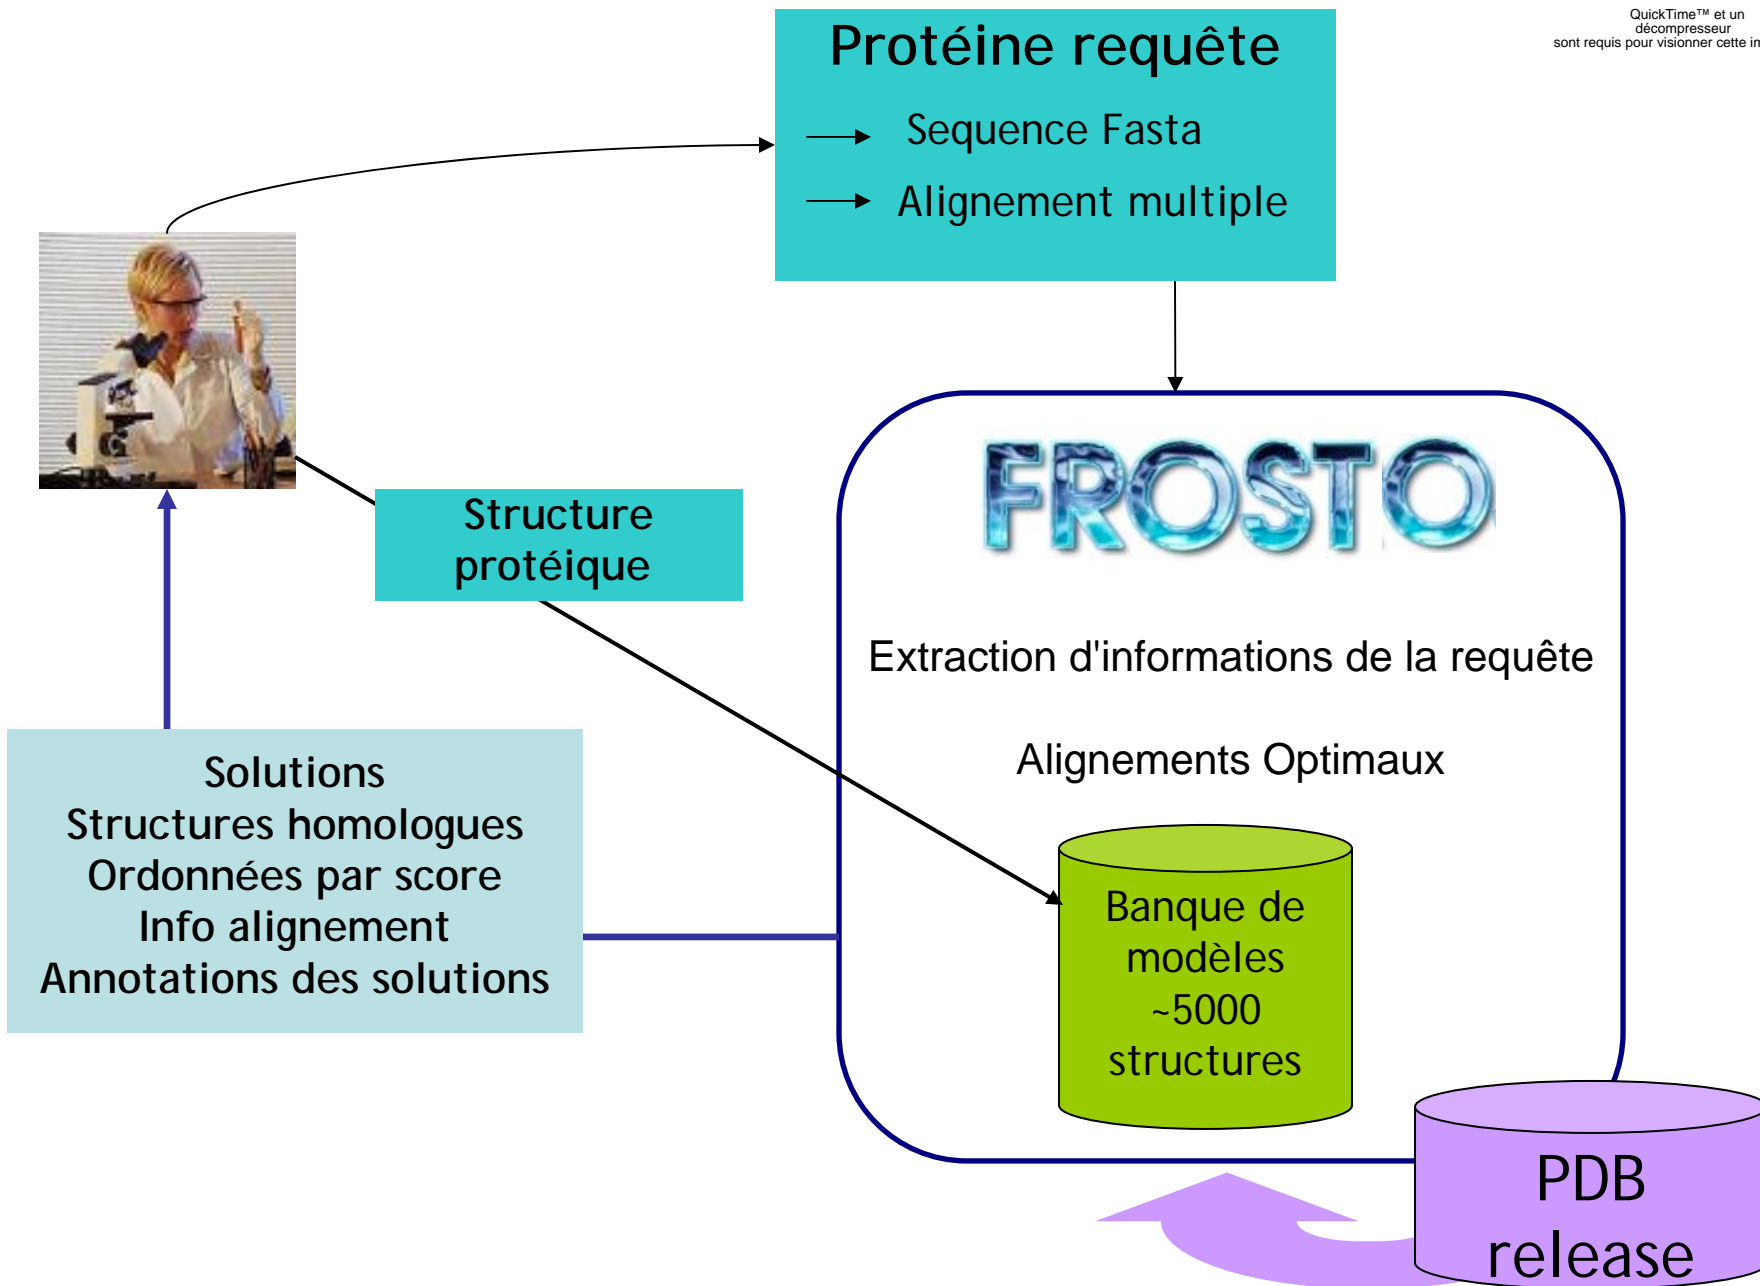 QuickTime™ et un
décompresseur
sont requis pour visionner cette
Protéine requête
Sequence Fasta
Alignement multiple
Structure
protéique
FROSTO
Extraction d'informations de la requête
Alignements Optimaux
Banque de
modèles
~5000
structures
Solutions
Structures homologues
Ordonnées par score
Info alignement
Annotations des solutions
PDB
release